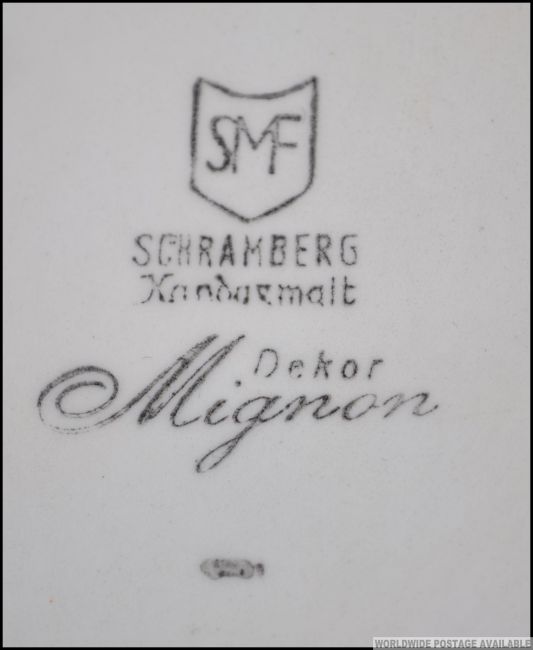 SMF
SCHRAMBERG
Handgemalt
Dekor
Mignon
WORLDWIDE POSTAGE AVAILABLE